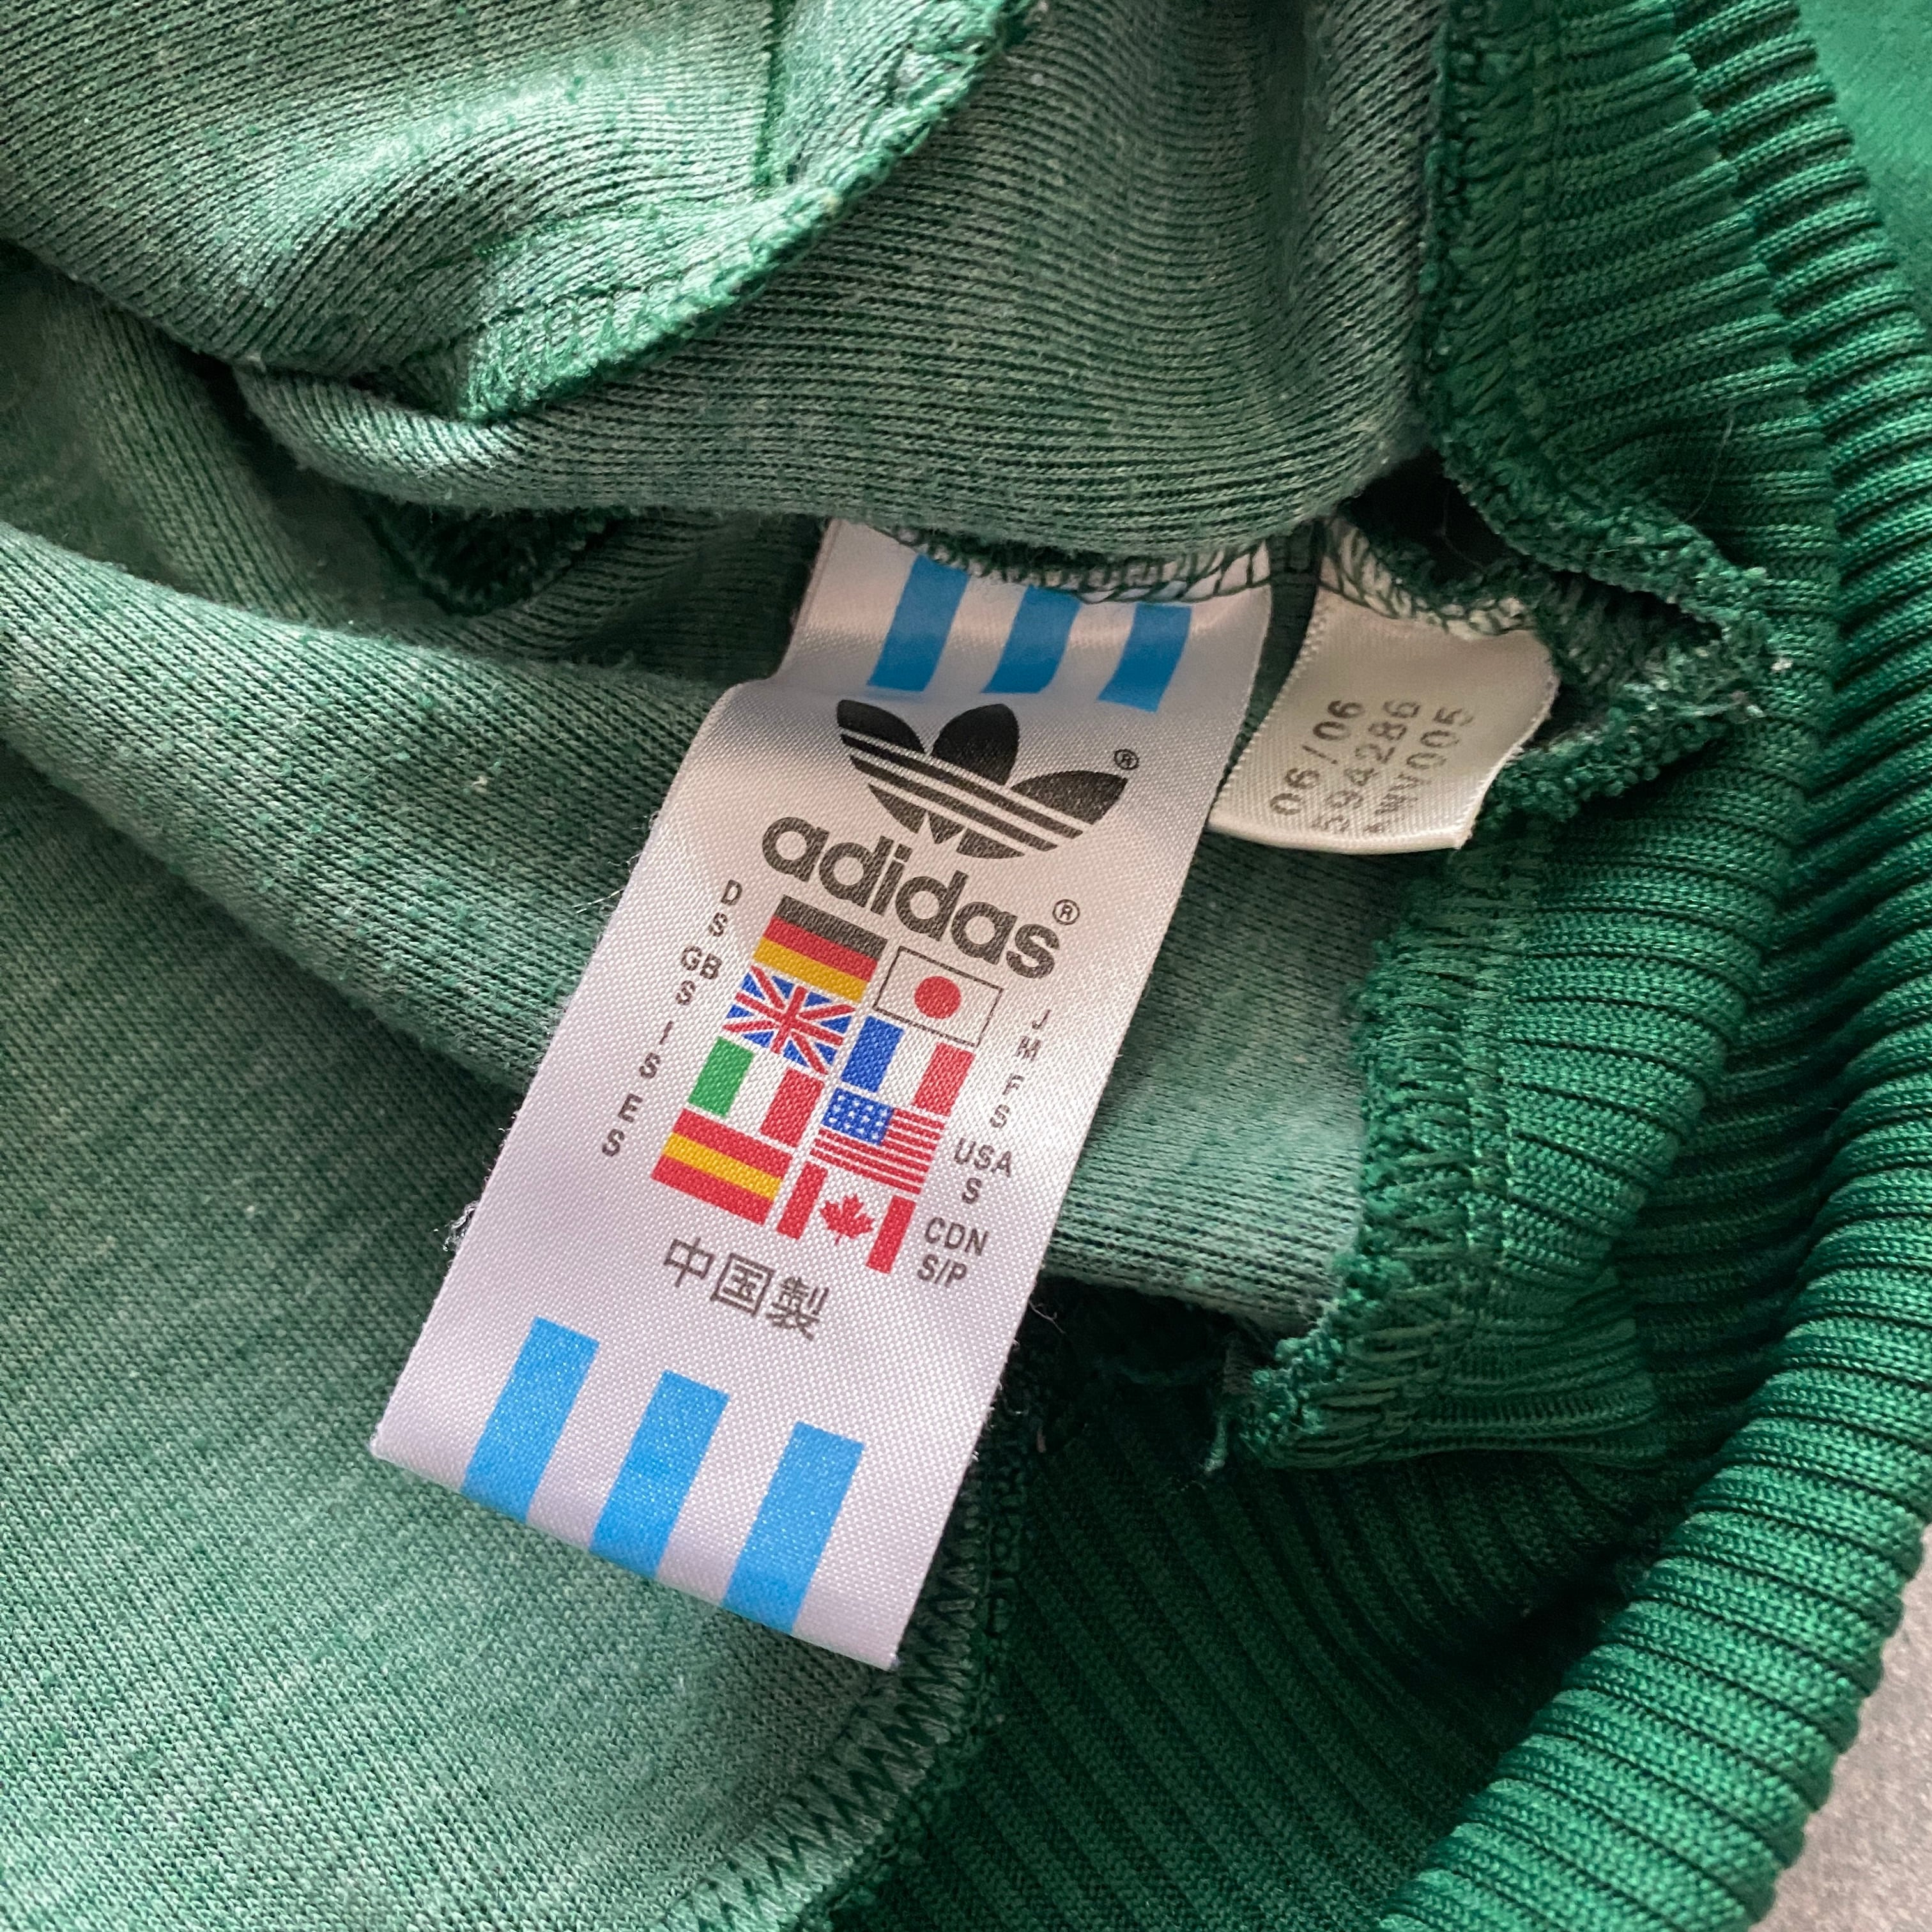 ®
adidas®
D
S
GB
S
I
S
E
S
J
M
F
S
USA
S
CDN
S/P
中国製
06/06
594286